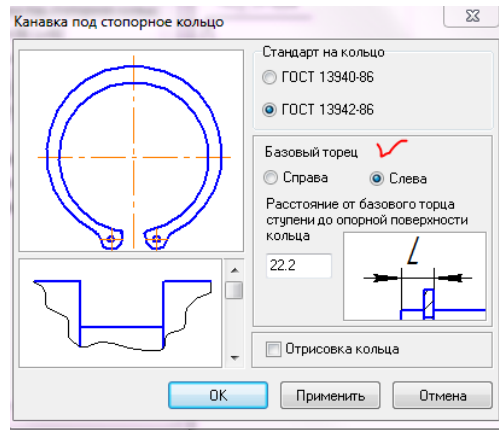 Канавка под стопорное кольцо
Стандарт на кольцо
ГОСТ 13940-86
ГОСТ 13942-86
Базовый торец
Справа
Слева
Расстояние от базового торца
ступени до опорной поверхности
кольца
22.2
L
Отрисовка кольца
OK
Применить
Отмена